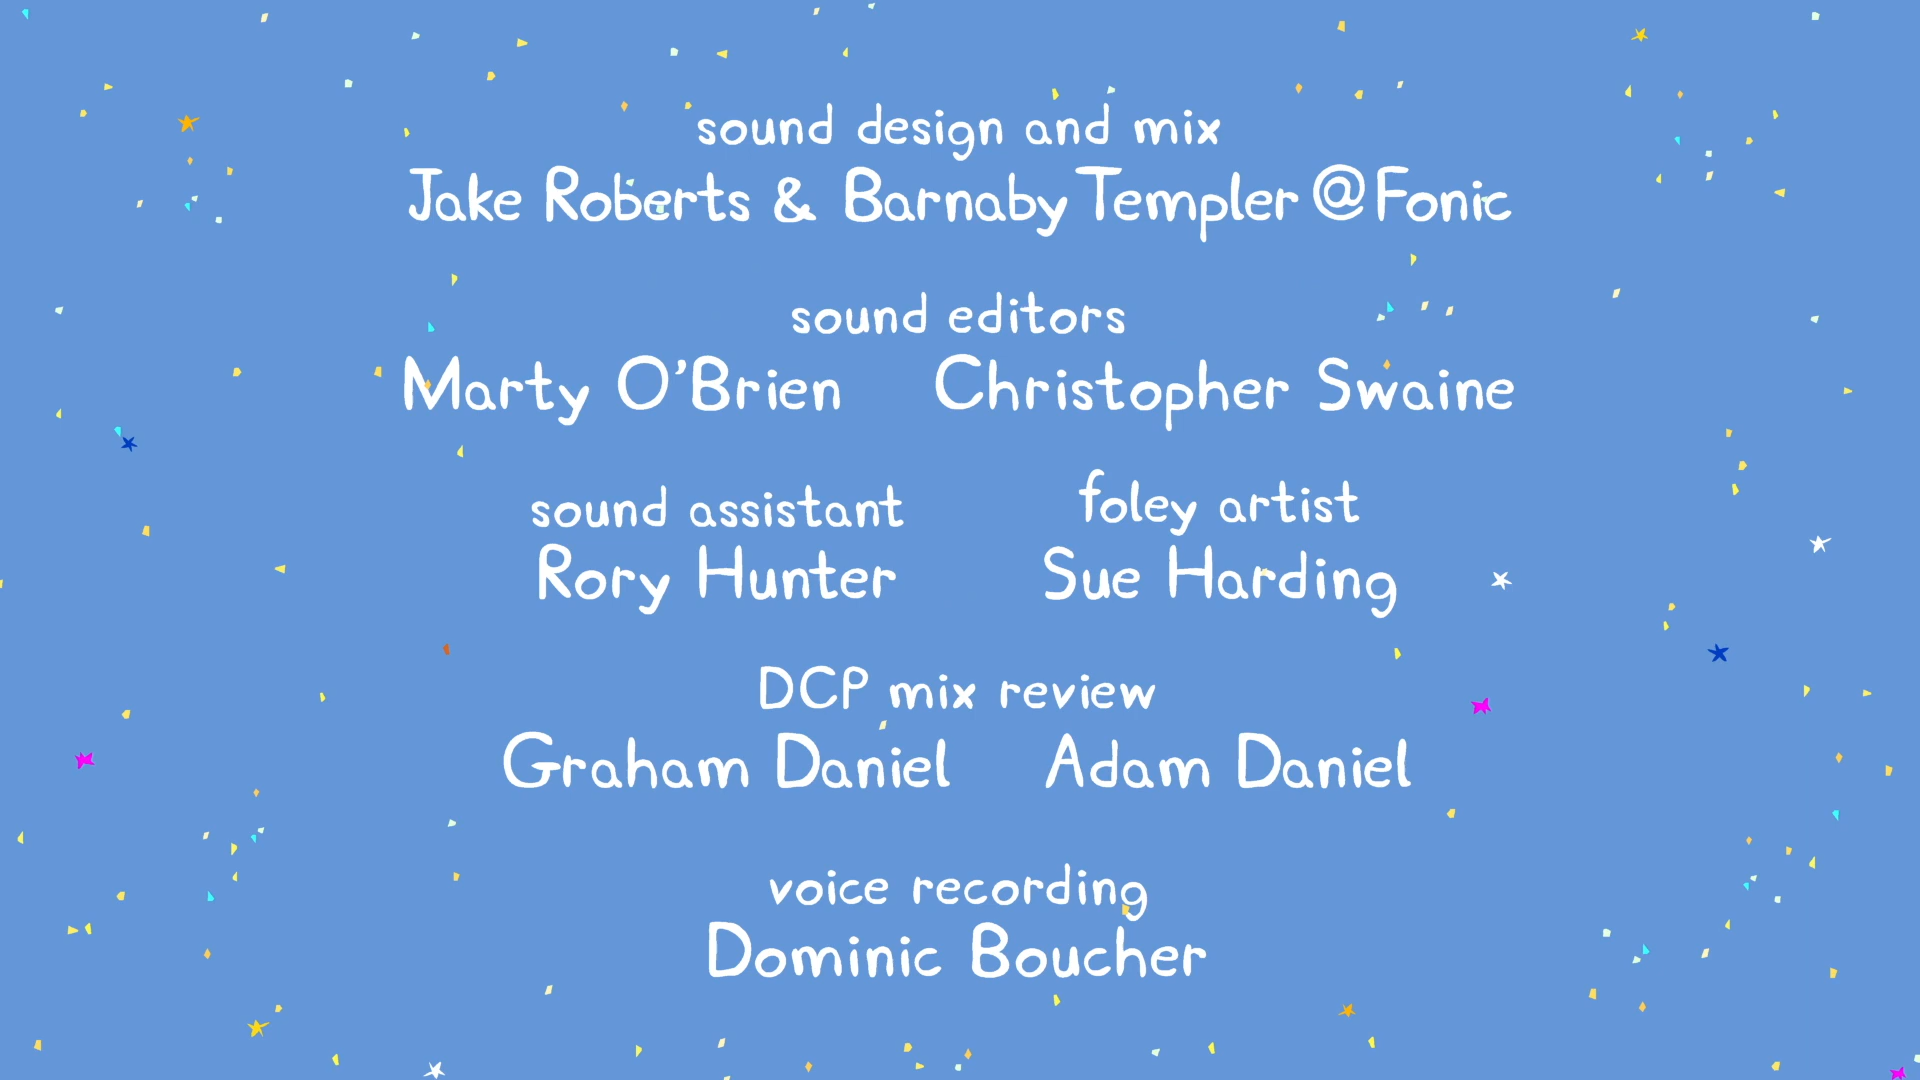 sound design and mix
Jake Roberts & Barnaby Templer @ Fonic
sound editors
Marty O'Brien Christopher Swaine
sound assistant foley artist
Rory Hunter Sue Harding
DCP mix review
Graham Daniel Adam Daniel
voice recording
Dominic Boucher